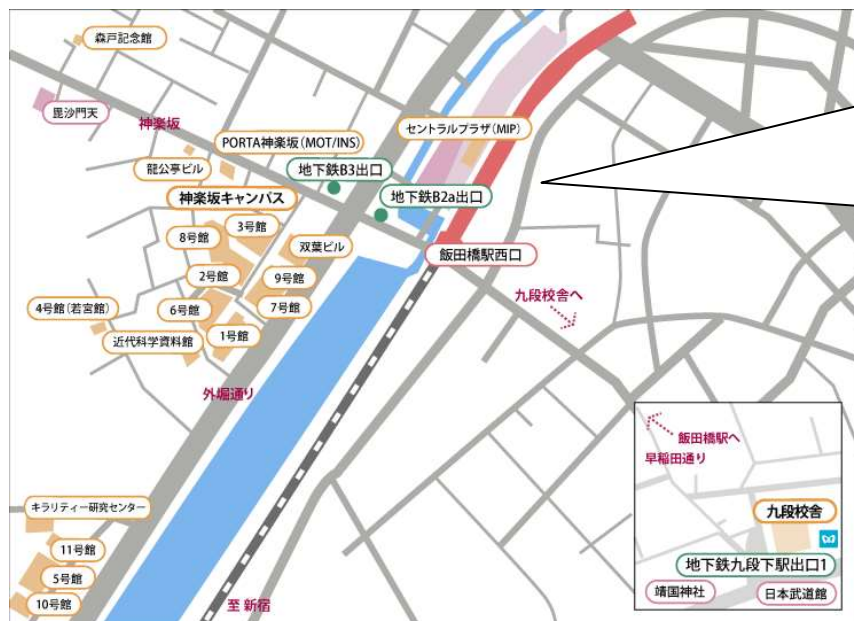 森戸記念館
毘沙門天
神楽坂
PORTA神楽坂(MOT/INS)
セントラルプラザ(MIP)
龍公亭ビル
地下鉄B3出口
地下鉄B2a出口
神楽坂キャンパス
3号館
8号館
双葉ビル
飯田橋駅西口
2号館
9号館
九段校舎へ
4号館(若宮館)
6号館
7号館
近代科学資料館
1号館
外堀通り
飯田橋駅へ
早稲田通り
キラリティー研究センター
九段校舎
11号館
地下鉄九段下駅出口1
5号館
靖国神社
日本武道館
10号館
至 新宿